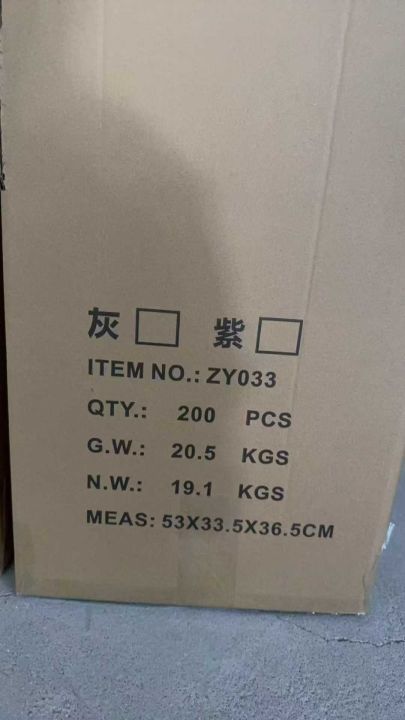 灰 □ 紫 □
ITEM NO.: ZY033
QTY.: 200 PCS
G.W.: 20.5 KGS
N.W.: 19.1 KGS
MEAS: 53X33.5X36.5CM